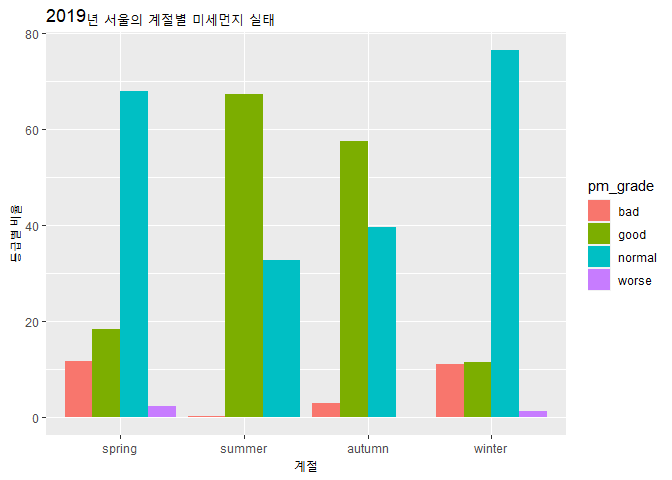 2019년 서울의 계절별 미세먼지 실태
등급별 비율
80
60
40
20
0
spring summer autumn winter
계절
pm_grade
bad
good
normal
worse